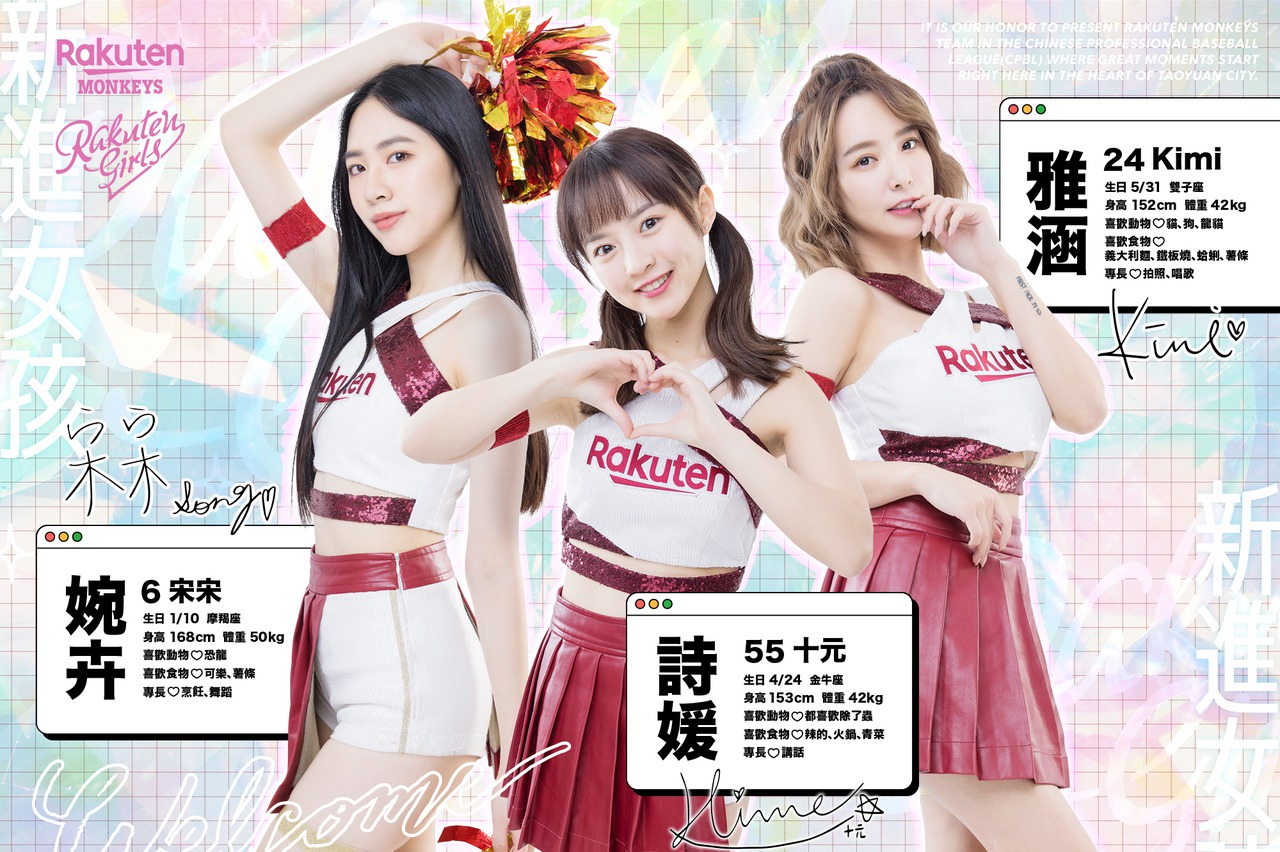 新進女孩
Rakuten
MONKEYS
Rakuten
Girls
IT IS OUR HONOR TO PRESENT RAKUTEN MONKEYS
TEAM IN THE CHINESE PROFESSIONAL BASEBALL
LEAGUE(CPBL) WHERE GREAT MOMENTS START
RIGHT HERE IN THE HEART OF TAOYUAN CITY.
雅涵
24 Kimi
生日 5/31 雙子座
身高 152cm 體重 42kg
喜歡動物♡貓、狗、龍貓
喜歡食物♡
義大利麵、鐵板燒、蛤蜊、薯條
專長♡拍照、唱歌
Kimi♡
Rakuten
Rakuten
宋宋 Song♡
婉卉
6 宋宋
生日 1/10 摩羯座
身高 168cm 體重 50kg
喜歡動物♡恐龍
喜歡食物♡可樂、薯條
專長♡烹飪、舞蹈
詩媛
55 十元
生日 4/24 金牛座
身高 153cm 體重 42kg
喜歡動物♡都喜歡除了蟲
喜歡食物♡辣的、火鍋、青菜
專長♡講話
十元
新進女
Welcome